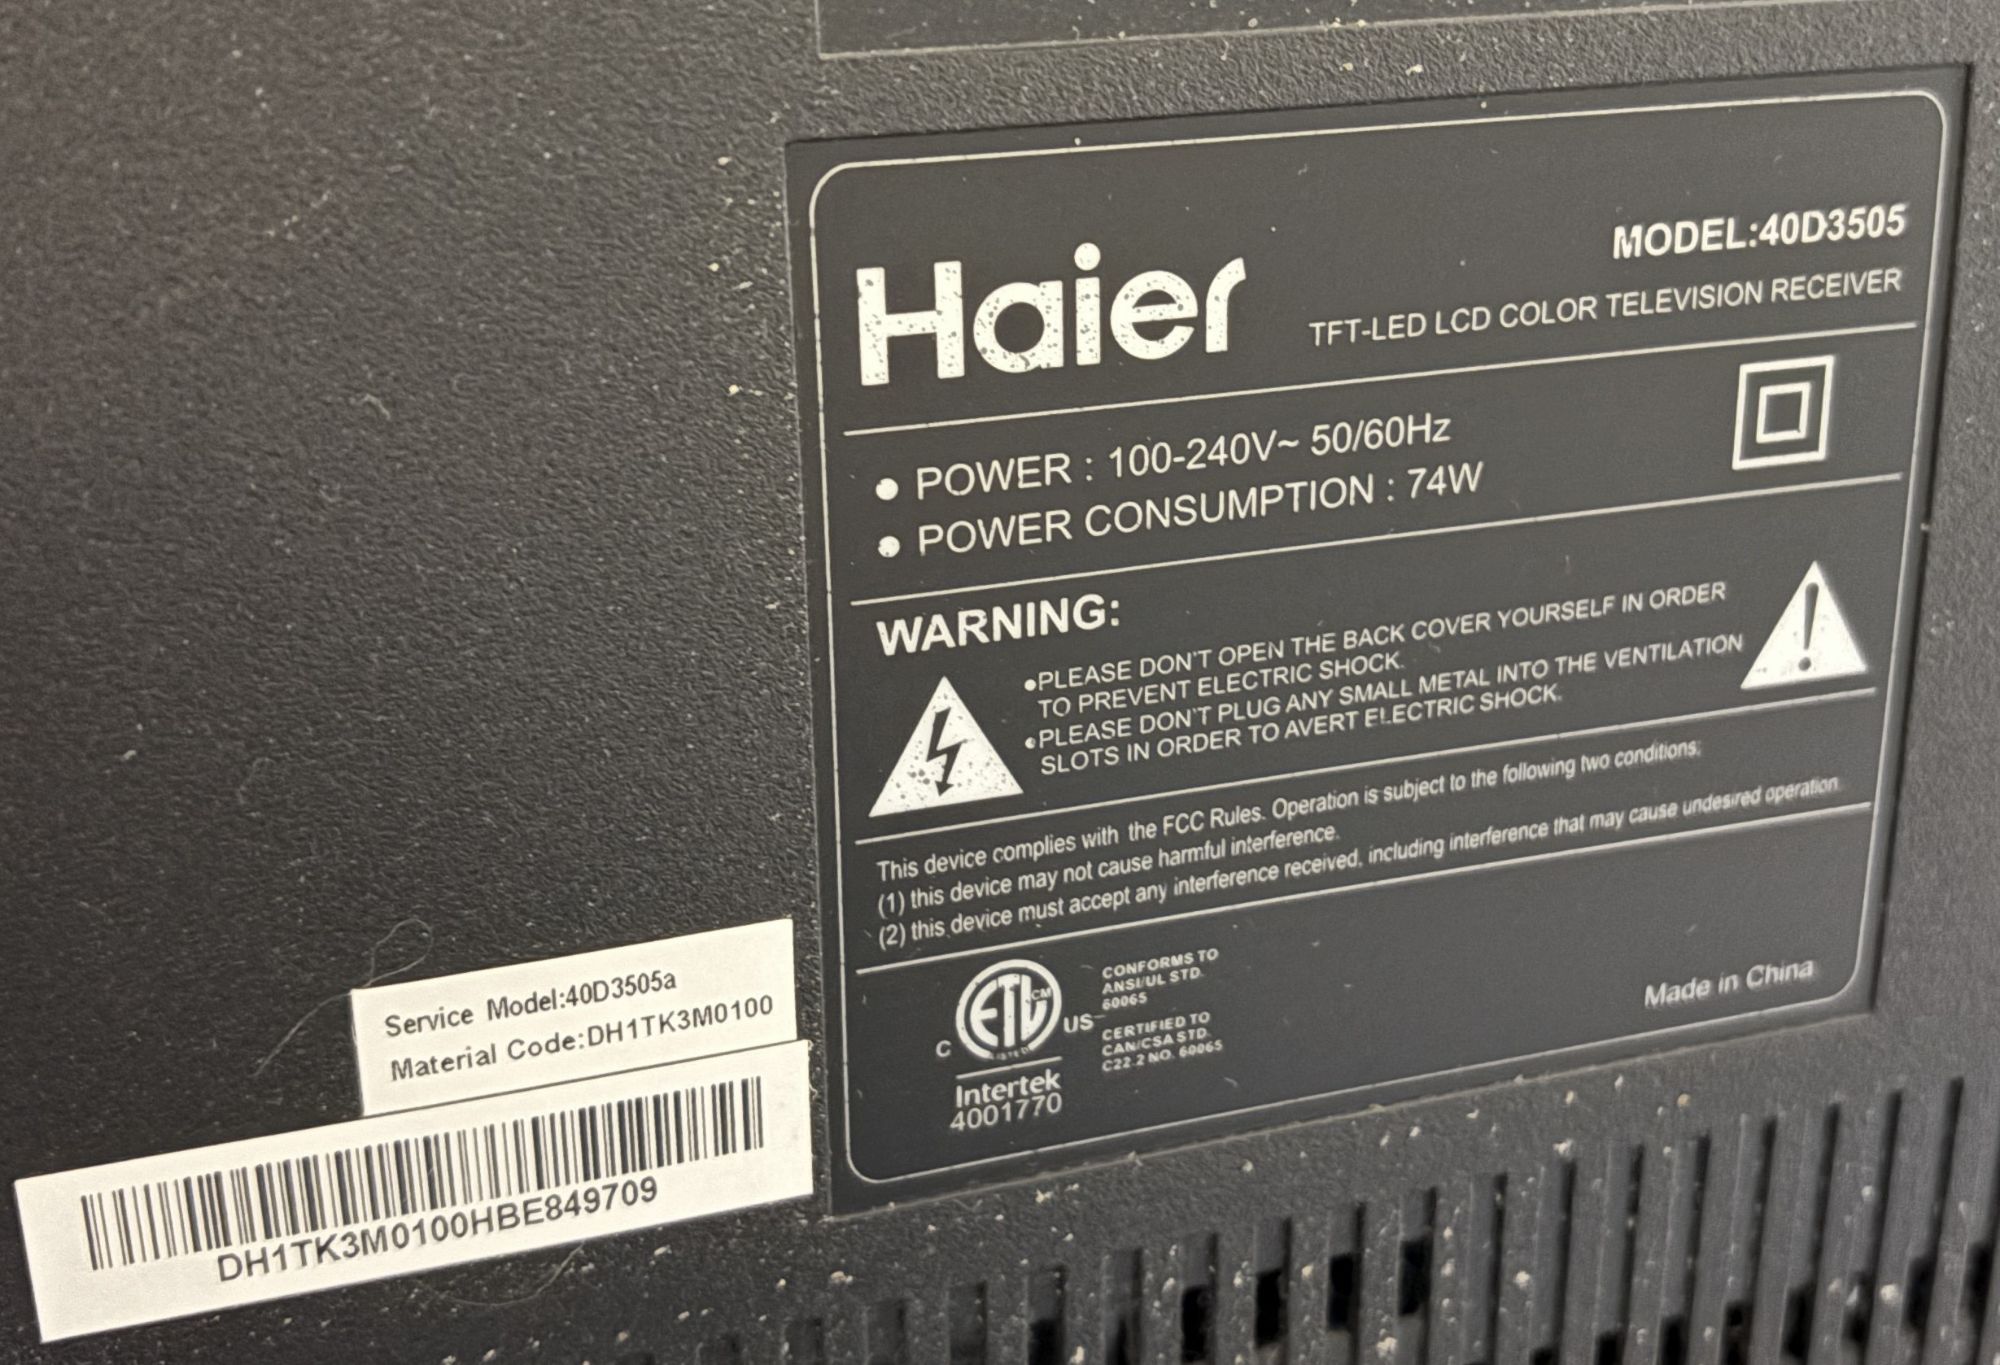 Haier
MODEL:40D3505
TFT-LED LCD COLOR TELEVISION RECEIVER
● POWER : 100-240V~ 50/60Hz
● POWER CONSUMPTION : 74W
WARNING:
●PLEASE DON'T OPEN THE BACK COVER YOURSELF IN ORDER
TO PREVENT ELECTRIC SHOCK.
●PLEASE DON'T PLUG ANY SMALL METAL INTO THE VENTILATION
SLOTS IN ORDER TO AVERT ELECTRIC SHOCK.
This device complies with the FCC Rules. Operation is subject to the following two conditions:
(1) this device may not cause harmful interference.
(2) this device must accept any interference received, including interference that may cause undesired operation.
C ETL CM US
LISTED
Intertek
4001770
CONFORMS TO
ANSI/UL STD.
60065
CERTIFIED TO
CAN/CSA STD.
C22.2 NO. 60065
Made in China
Service Model:40D3505a
Material Code:DH1TK3M0100
DH1TK3M0100HBE849709